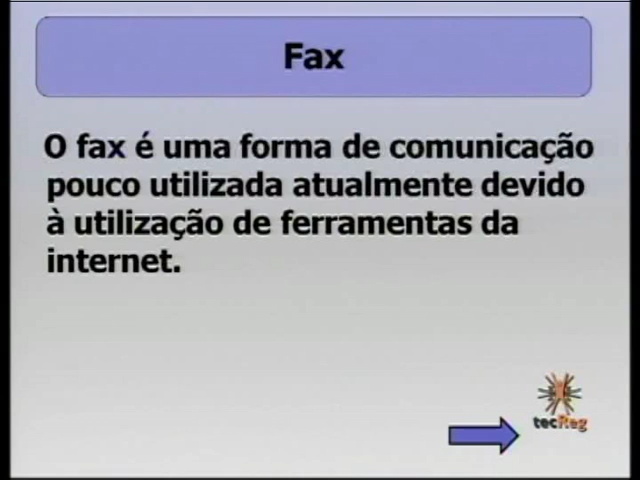 Fax
O fax é uma forma de comunicação
pouco utilizada atualmente devido
à utilização de ferramentas da
internet.
tecReg